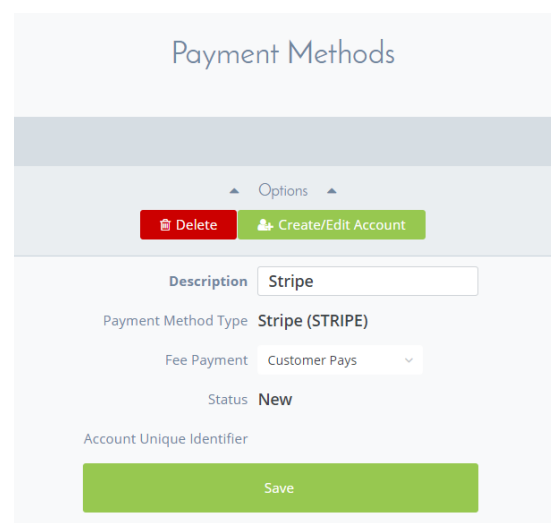 Payment Methods
Options
Delete
Create/Edit Account
Description Stripe
Payment Method Type Stripe (STRIPE)
Fee Payment Customer Pays
Status New
Account Unique Identifier
Save